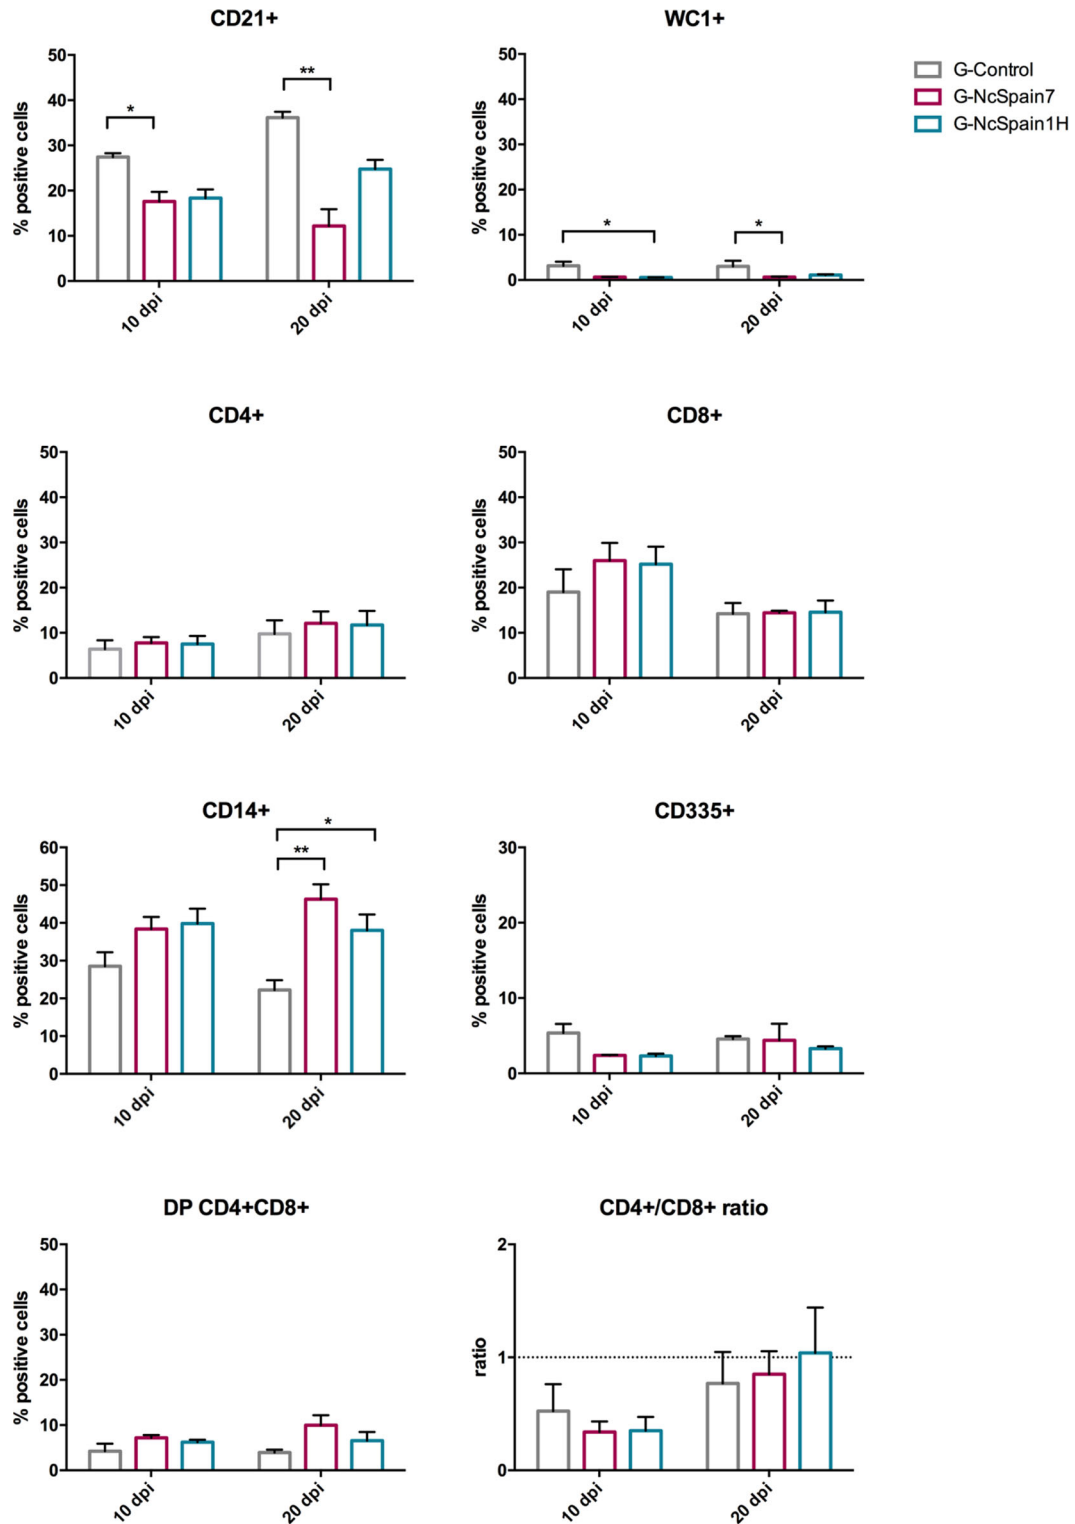 CD21+
% positive cells
50
40
30
20
10
0
*
**
10 dpi
20 dpi
WC1+
% positive cells
50
40
30
20
10
0
*
*
10 dpi
20 dpi
G-Control
G-NcSpain7
G-NcSpain1H
CD4+
% positive cells
50
40
30
20
10
0
10 dpi
20 dpi
CD8+
% positive cells
50
40
30
20
10
0
10 dpi
20 dpi
CD14+
% positive cells
60
50
40
30
20
10
0
*
**
10 dpi
20 dpi
CD335+
% positive cells
30
20
10
0
10 dpi
20 dpi
DP CD4+CD8+
% positive cells
50
40
30
20
10
0
10 dpi
20 dpi
CD4+/CD8+ ratio
ratio
2
1
0
10 dpi
20 dpi